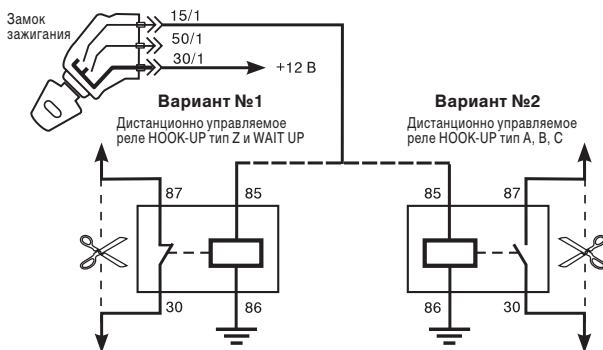 Замок
зажигания
15/1
50/1
30/1
+12 В
Вариант №1
Дистанционно управляемое
реле HOOK-UP тип Z и WAIT UP
Вариант №2
Дистанционно управляемое
реле HOOK-UP тип A, B, C
87
85
30
86
85
87
86
30